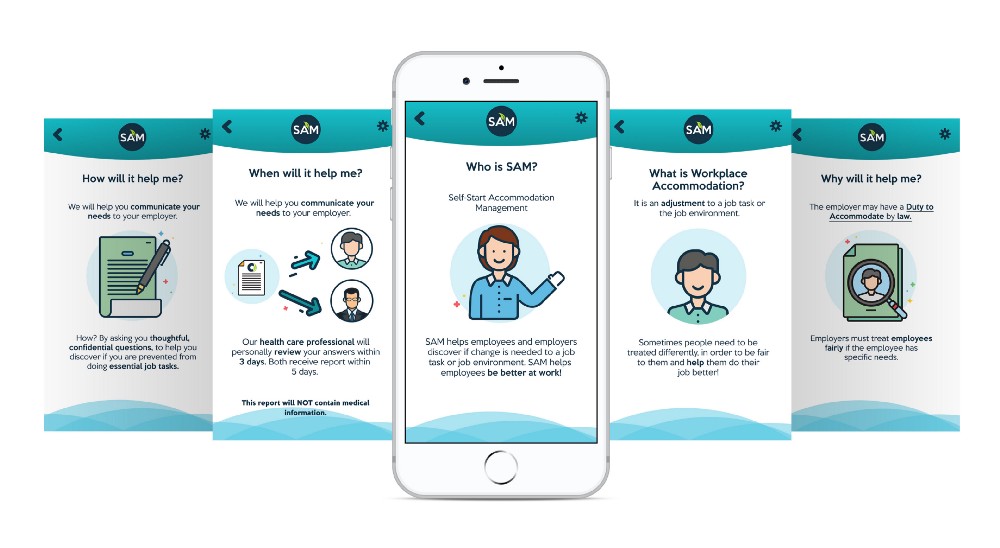 SAM
How will it help me?
We will help you communicate your
needs to your employer.
How? By asking you thoughtful,
confidential questions, to help you
discover if you are prevented from
doing essential job tasks.
SAM
When will it help me?
We will help you communicate your
needs to your employer.
Our health care professional will
personally review your answers within
3 days. Both receive report within
5 days.
This report will NOT contain medical
information.
SAM
Who is SAM?
Self-Start Accommodation
Management
SAM helps employees and employers
discover if change is needed to a job
task or job environment. SAM helps
employees be better at work!
SAM
What is Workplace
Accommodation?
It is an adjustment to a job task or
the job environment.
Sometimes people need to be
treated differently, in order to be fair
to them and help them do their
job better!
SAM
Why will it help me?
The employer may have a Duty to
Accommodate by law.
Employers must treat employees
fairly if the employee has
specific needs.